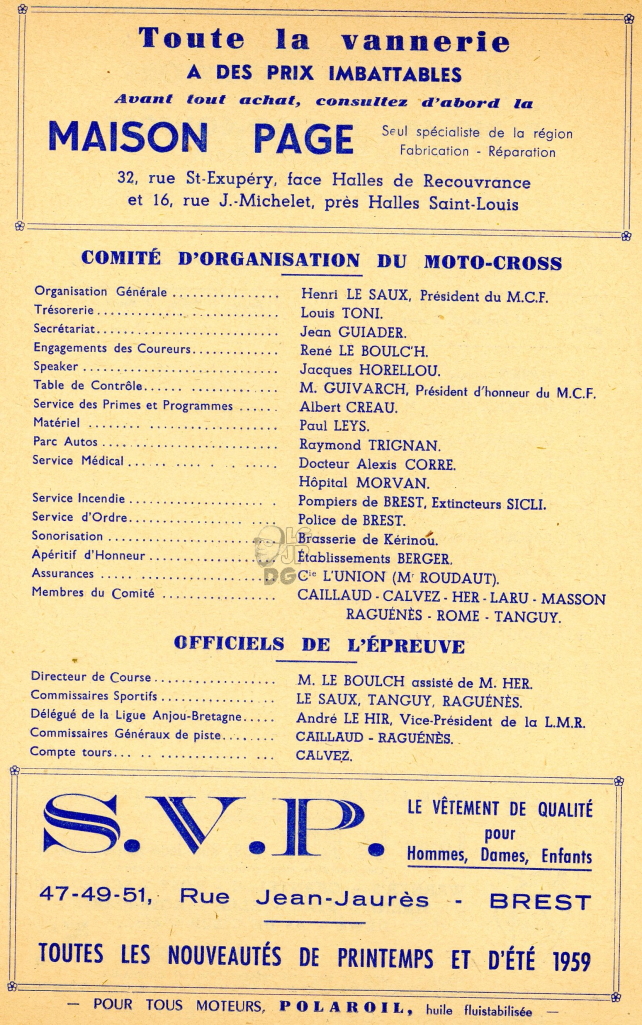 Toute la vannerie
A DES PRIX IMBATTABLES
Avant tout achat, consultez d'abord la
MAISON PAGE Seul spécialiste de la région
Fabrication - Réparation
32, rue St-Exupéry, face Halles de Recouvrance
et 16, rue J.-Michelet, près Halles Saint-Louis
COMITÉ D'ORGANISATION DU MOTO-CROSS
Organisation Générale ................ Henri LE SAUX, Président du M.C.F.
Trésorerie ........................... Louis TONI.
Secrétariat........................... Jean GUIADER.
Engagements des Coureurs............ René LE BOULC'H.
Speaker .............................. Jacques HORELLOU.
Table de Contrôle...... .............. M. GUIVARCH, Président d'honneur du M.C.F.
Service des Primes et Programmes ...... Albert CREAU.
Matériel ....... .................... Paul LEYS.
Parc Autos ........................... Raymond TRIGNAN.
Service Médical ...... .... .. . .... Docteur Alexis CORRE.
Hôpital MORVAN.
Service Incendie ..................... Pompiers de BREST, Extincteurs SICLI.
Service d'Ordre................. .... Police de BREST.
Sonorisation ......................... Brasserie de Kérinou.
Apéritif d'Honneur ................... Établissements BERGER.
Assurances ..... .................... Cie L'UNION (Mr ROUDAUT).
Membres du Comité .................. CAILLAUD - CALVEZ - HER - LARU - MASSON
RAGUÉNÈS - ROME - TANGUY.
LG
JP
DG
OFFICIELS DE L'ÉPREUVE
Directeur de Course ................... M. LE BOULCH assisté de M. HER.
Commissaires Sportifs ................. LE SAUX, TANGUY, RAGUÉNÈS.
Délégué de la Ligue Anjou-Bretagne..... André LE HIR, Vice-Président de la L.M.R.
Commissaires Généraux de piste........ CAILLAUD - RAGUÉNÈS.
Compte tours... .. ............. ... CALVEZ.
S.V.P. LE VÊTEMENT DE QUALITÉ
pour
Hommes, Dames, Enfants
47-49-51, Rue Jean-Jaurès - BREST
TOUTES LES NOUVEAUTÉS DE PRINTEMPS ET D'ÉTÉ 1959
— POUR TOUS MOTEURS, POLAROIL, huile fluistabilisée —